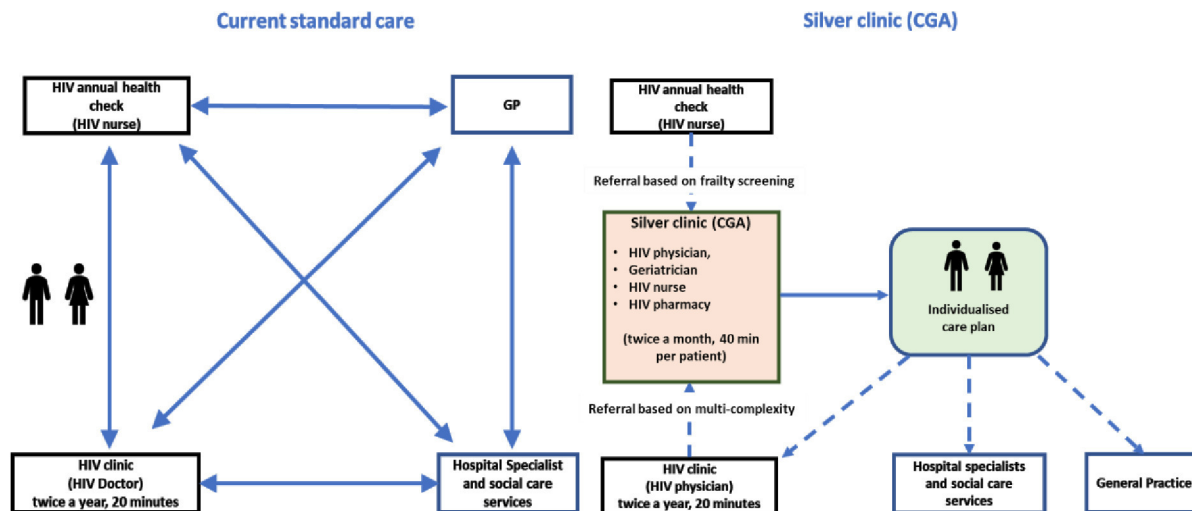 Current standard care
HIV annual health
check
(HIV nurse)
GP
HIV clinic
(HIV Doctor)
twice a year, 20 minutes
Hospital Specialist
and social care
services
Silver clinic (CGA)
HIV annual health
check
(HIV nurse)
Referral based on frailty screening
Silver clinic (CGA)
• HIV physician,
• Geriatrician
• HIV nurse
• HIV pharmacy
(twice a month, 40 min
per patient)
Individualised
care plan
Referral based on multi-complexity
HIV clinic
(HIV physician)
twice a year, 20 minutes
Hospital specialists
and social care
services
General Practice